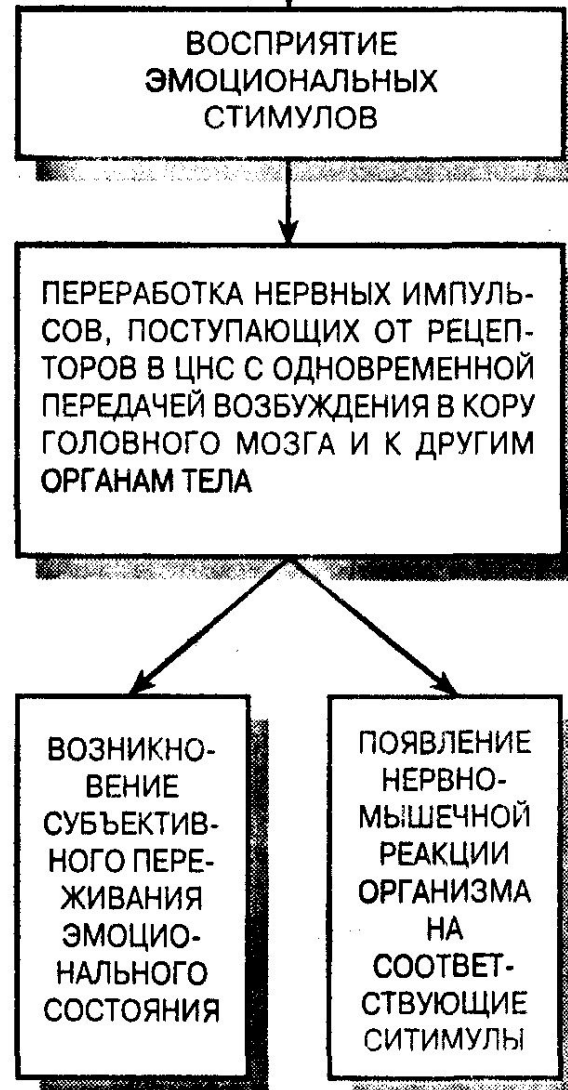 ВОСПРИЯТИЕ
ЭМОЦИОНАЛЬНЫХ
СТИМУЛОВ
ПЕРЕРАБОТКА НЕРВНЫХ ИМПУЛЬ-
СОВ, ПОСТУПАЮЩИХ ОТ РЕЦЕП-
ТОРОВ В ЦНС С ОДНОВРЕМЕННОЙ
ПЕРЕДАЧЕЙ ВОЗБУЖДЕНИЯ В КОРУ
ГОЛОВНОГО МОЗГА И К ДРУГИМ
ОРГАНАМ ТЕЛА
ВОЗНИКНО-
ВЕНИЕ
СУБЪЕКТИВ-
НОГО ПЕРЕ-
ЖИВАНИЯ
ЭМОЦИО-
НАЛЬНОГО
СОСТОЯНИЯ
ПОЯВЛЕНИЕ
НЕРВНО-
МЫШЕЧНОЙ
РЕАКЦИИ
ОРГАНИЗМА
НА
СООТВЕТ-
СТВУЮЩИЕ
СИТИМУЛЫ